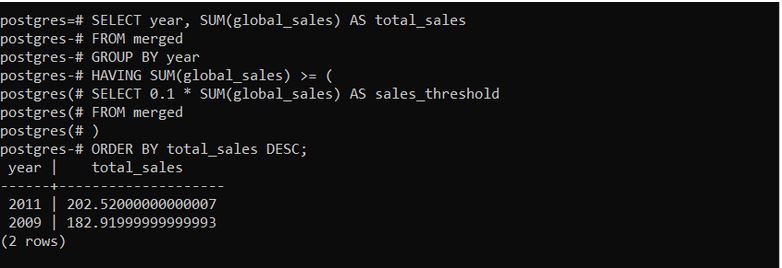 postgres=# SELECT year, SUM(global_sales) AS total_sales
postgres-# FROM merged
postgres-# GROUP BY year
postgres-# HAVING SUM(global_sales) >= (
postgres(# SELECT 0.1 * SUM(global_sales) AS sales_threshold
postgres(# FROM merged
postgres(# )
postgres-# ORDER BY total_sales DESC;
 year |    total_sales
------+--------------------
 2011 | 202.52000000000007
 2009 | 182.91999999999993
(2 rows)